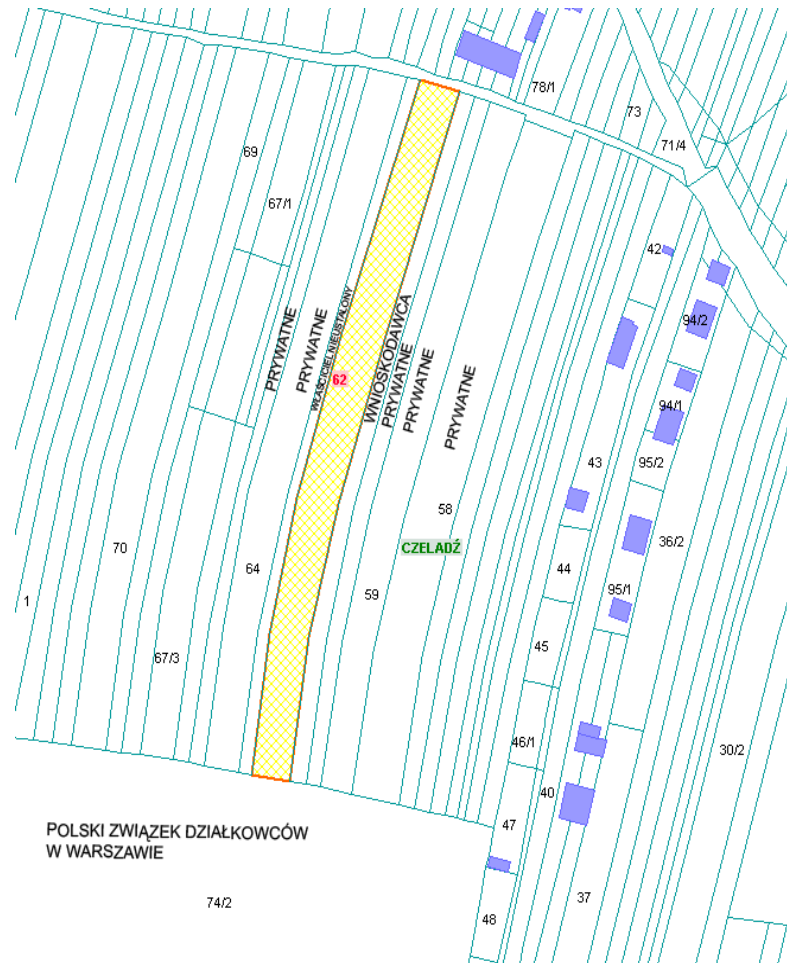 78/1
73
71/4
69
67/1
42
94/2
PRYWATNE
PRYWATNE
WŁAŚCICIEL NIEUSTALONY
62
WNIOSKODAWCA
PRYWATNE
PRYWATNE
PRYWATNE
94/1
43
95/2
58
70
CZELADŹ
36/2
64
44
59
95/1
1
45
67/3
46/1
30/2
40
47
POLSKI ZWIĄZEK DZIAŁKOWCÓW
W WARSZAWIE
74/2
37
48